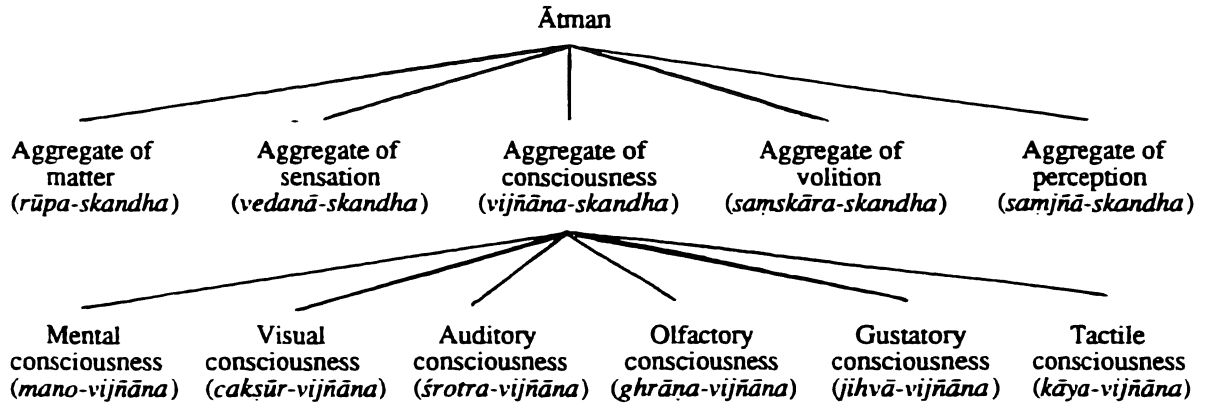 Ātman
Aggregate of Aggregate of Aggregate of Aggregate of Aggregate of
matter sensation consciousness volition perception
(rūpa-skandha) (vedanā-skandha) (vijñāna-skandha) (saṃskāra-skandha) (saṃjñā-skandha)
Mental Visual Auditory Olfactory Gustatory Tactile
consciousness consciousness consciousness consciousness consciousness consciousness
(mano-vijñāna) (cakṣūr-vijñāna) (śrotra-vijñāna) (ghrāṇa-vijñāna) (jihvā-vijñāna) (kāya-vijñāna)